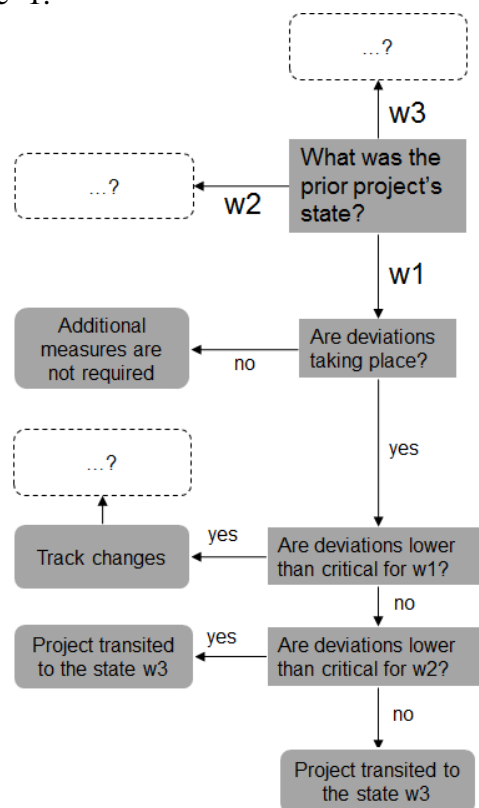 ...?
w3
What was the
prior project's
state?
...?
w2
w1
Additional
measures are
not required
no
Are deviations
taking place?
yes
...?
Track changes
yes
Are deviations lower
than critical for w1?
no
Project transited
to the state w3
yes
Are deviations lower
than critical for w2?
no
Project transited to
the state w3